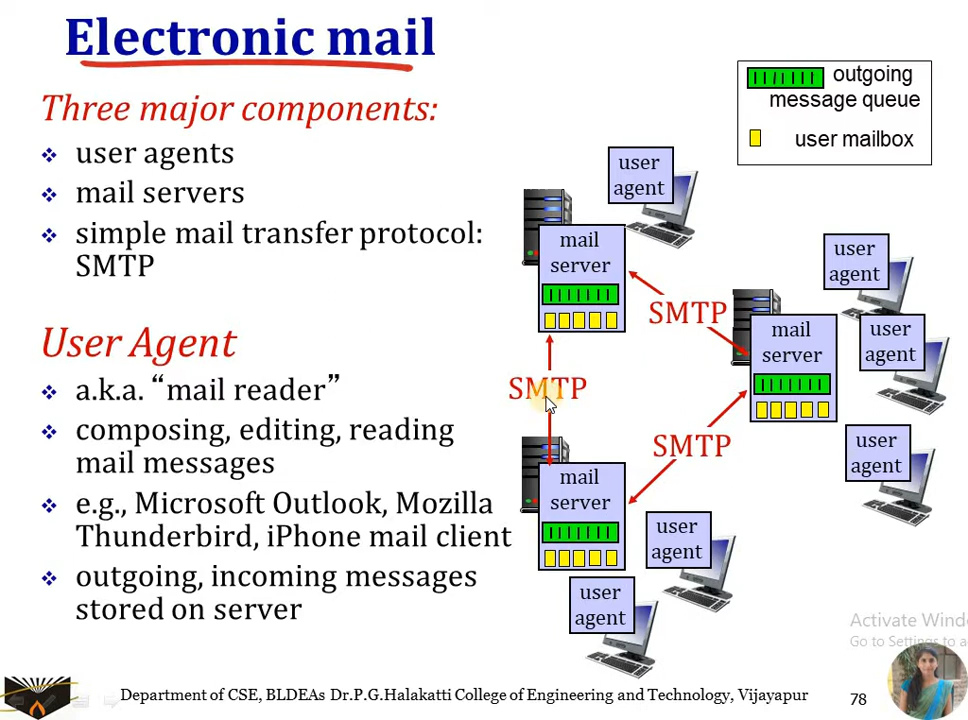 Electronic mail
Three major components:
user agents
mail servers
simple mail transfer protocol:
SMTP
User Agent
a.k.a. “mail reader”
composing, editing, reading
mail messages
e.g., Microsoft Outlook, Mozilla
Thunderbird, iPhone mail client
outgoing, incoming messages
stored on server
outgoing
message queue
user mailbox
user
agent
mail
server
SMTP
user
agent
mail
server
user
agent
SMTP
SMTP
user
agent
mail
server
user
agent
user
agent
Activate Wind
Go to Settings to a
Department of CSE, BLDEAs Dr.P.G.Halakatti College of Engineering and Technology, Vijayapur
78